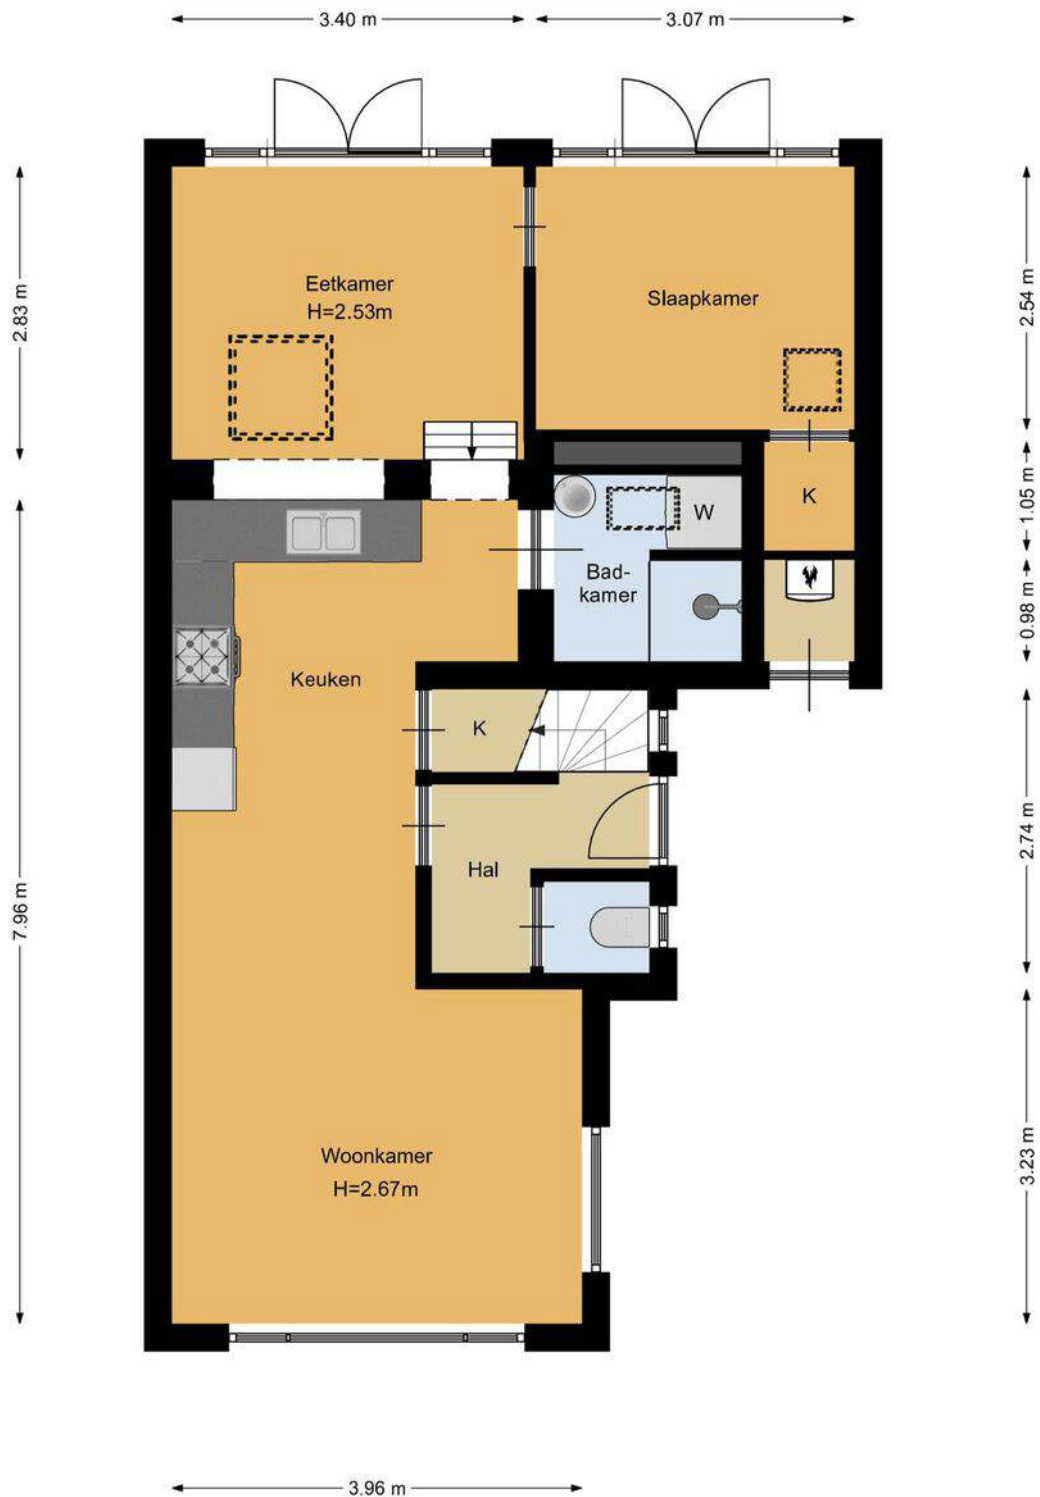 3.40 m
3.07 m
2.83 m
Eetkamer
H=2.53m
Slaapkamer
2.54 m
K
1.05 m
W
Bad-
kamer
0.98 m
Keuken
K
Hal
2.74 m
7.96 m
Woonkamer
H=2.67m
3.23 m
3.96 m